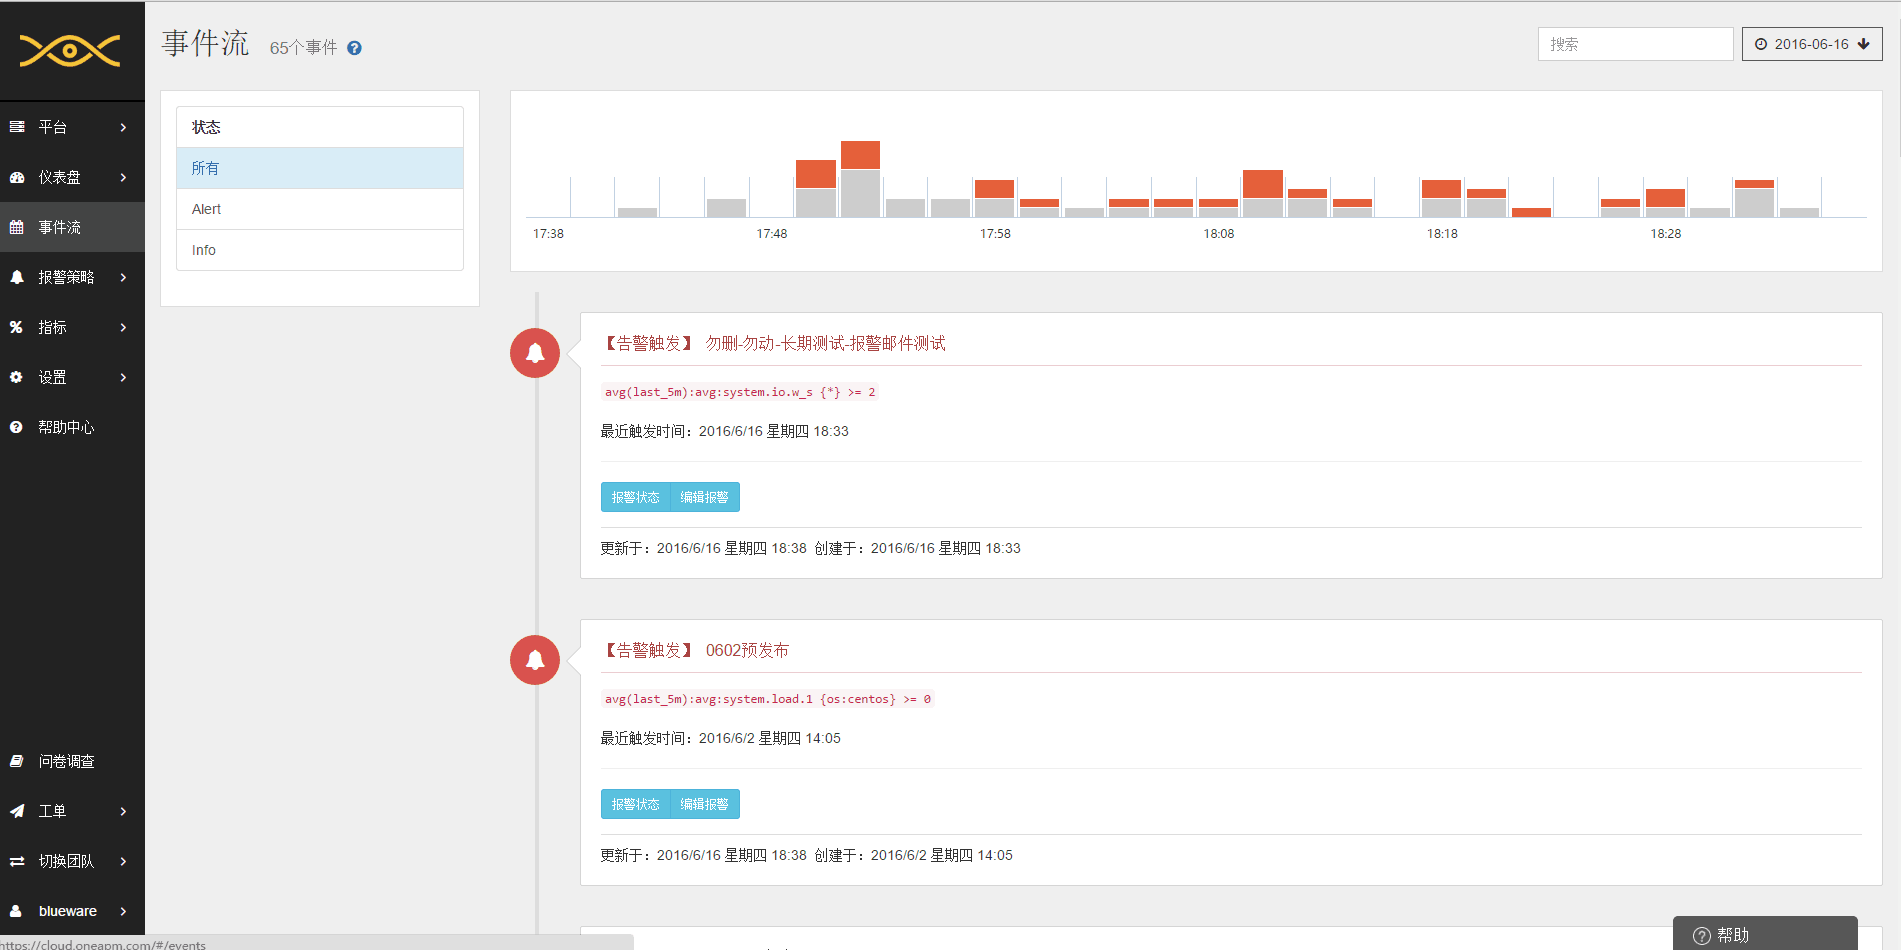 事件流 65个事件
搜索
2016-06-16
平台
仪表盘
事件流
报警策略
指标
设置
帮助中心
问卷调查
工单
切换团队
blueware
状态
所有
Alert
Info
17:38 17:48 17:58 18:08 18:18 18:28
【告警触发】 勿删-勿动-长期测试-报警邮件测试
avg(last_5m):avg:system.io.w_s {*} >= 2
最近触发时间：2016/6/16 星期四 18:33
报警状态 编辑报警
更新于：2016/6/16 星期四 18:38 创建于：2016/6/16 星期四 18:33
【告警触发】 0602预发布
avg(last_5m):avg:system.load.1 {os:centos} >= 0
最近触发时间：2016/6/2 星期四 14:05
报警状态 编辑报警
更新于：2016/6/16 星期四 18:38 创建于：2016/6/2 星期四 14:05
帮助
https://cloud.oneapm.com/#/events